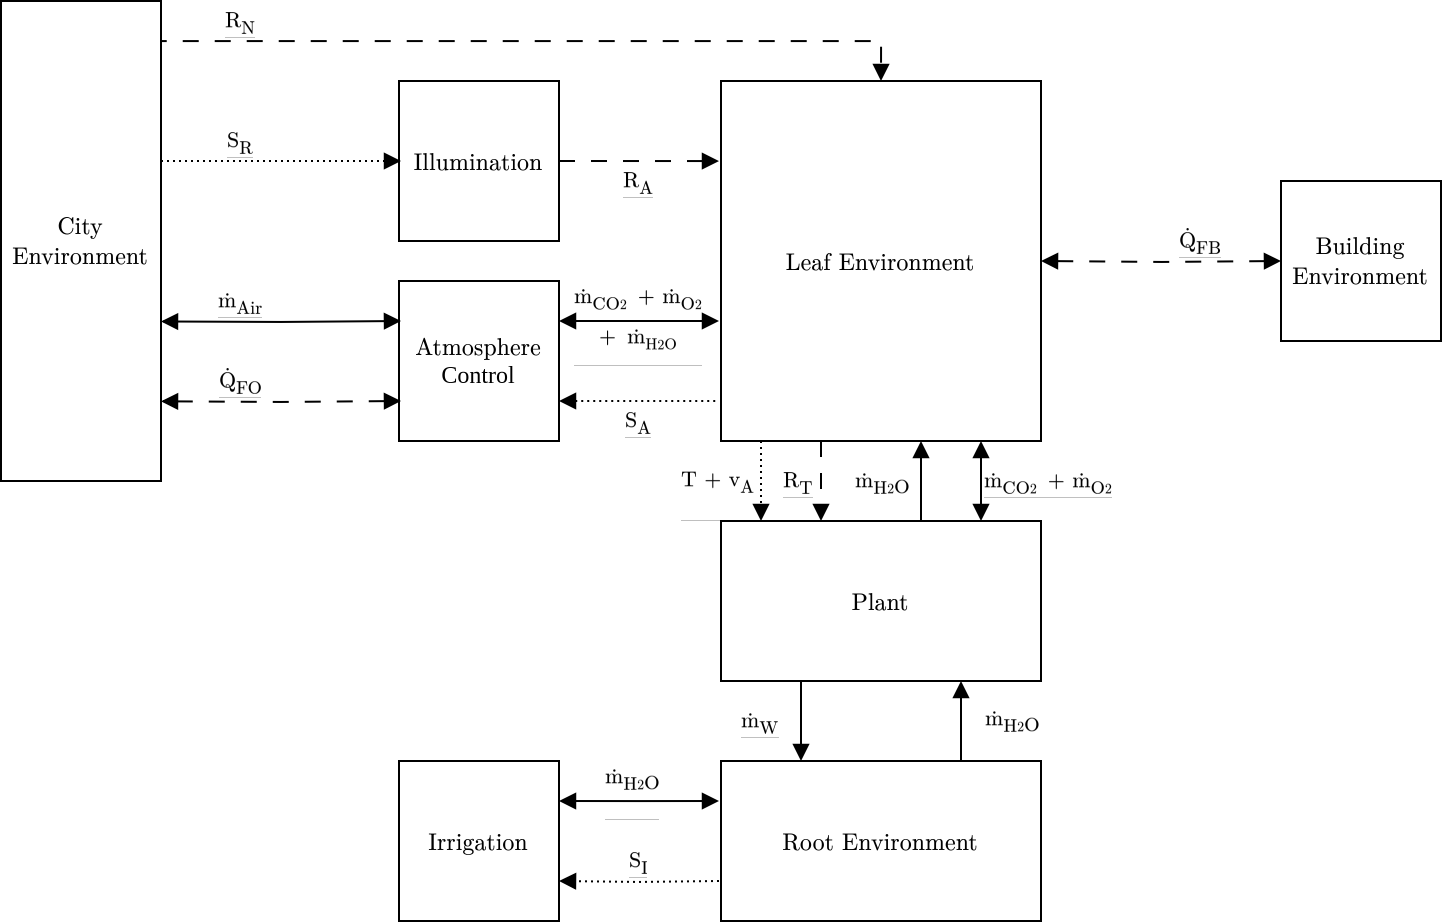 R_N
S_R
Illumination
R_A
City
Environment
Leaf Environment
Q̇_FB
Building
Environment
ṁ_Air
ṁ_CO2 + ṁ_O2
+ ṁ_H2O
Atmosphere
Control
Q̇_FO
S_A
T + v_A
R_T
ṁ_H2O
ṁ_CO2 + ṁ_O2
Plant
ṁ_W
ṁ_H2O
ṁ_H2O
Irrigation
Root Environment
S_I